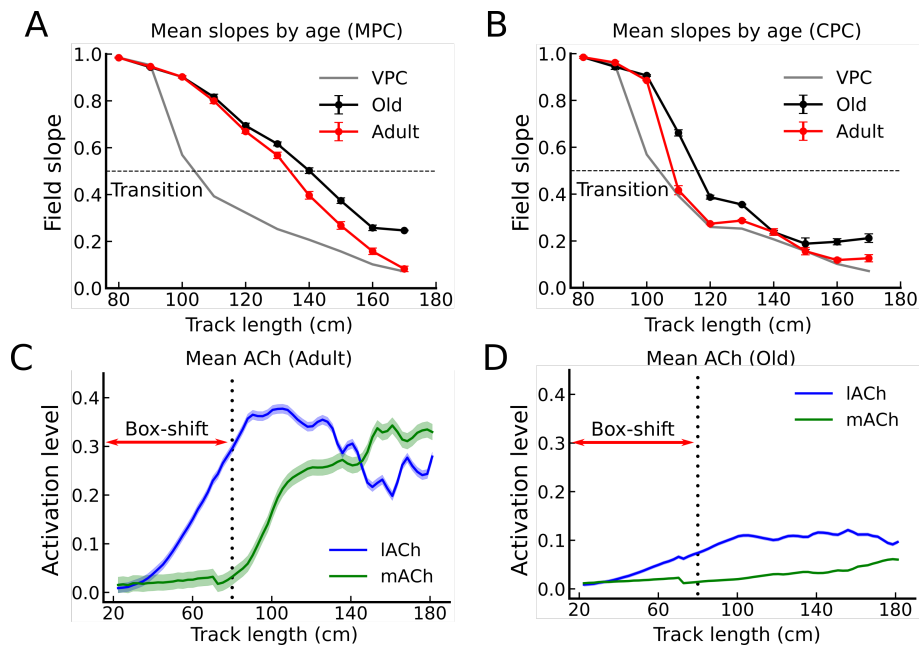 A
Mean slopes by age (MPC)
1.0
0.8
0.6
0.4
0.2
0.0
Field slope
VPC
Old
Adult
Transition
80 100 120 140 160 180
Track length (cm)
B
Mean slopes by age (CPC)
1.0
0.8
0.6
0.4
0.2
0.0
Field slope
VPC
Old
Adult
Transition
80 100 120 140 160 180
Track length (cm)
C
Mean ACh (Adult)
0.4
0.3
0.2
0.1
0.0
Activation level
Box-shift
lACh
mACh
20 60 100 140 180
Track length (cm)
D
Mean ACh (Old)
0.4
0.3
0.2
0.1
0.0
Activation level
Box-shift
lACh
mACh
20 60 100 140 180
Track length (cm)